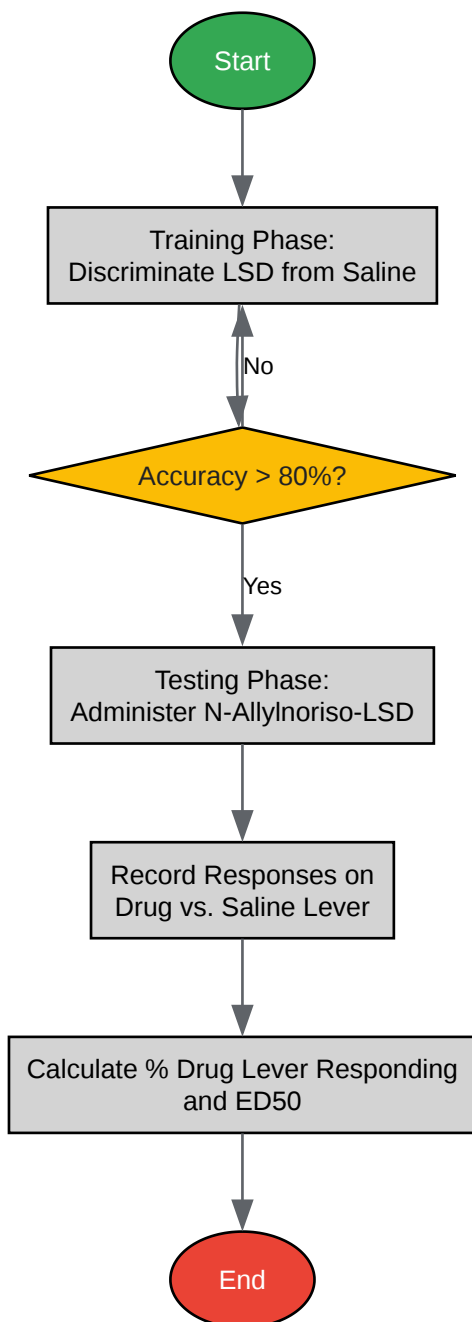 Start
Training Phase:
Discriminate LSD from Saline
No
Accuracy > 80%?
Yes
Testing Phase:
Administer N-Allylnoriso-LSD
Record Responses on
Drug vs. Saline Lever
Calculate % Drug Lever Responding
and ED50
End